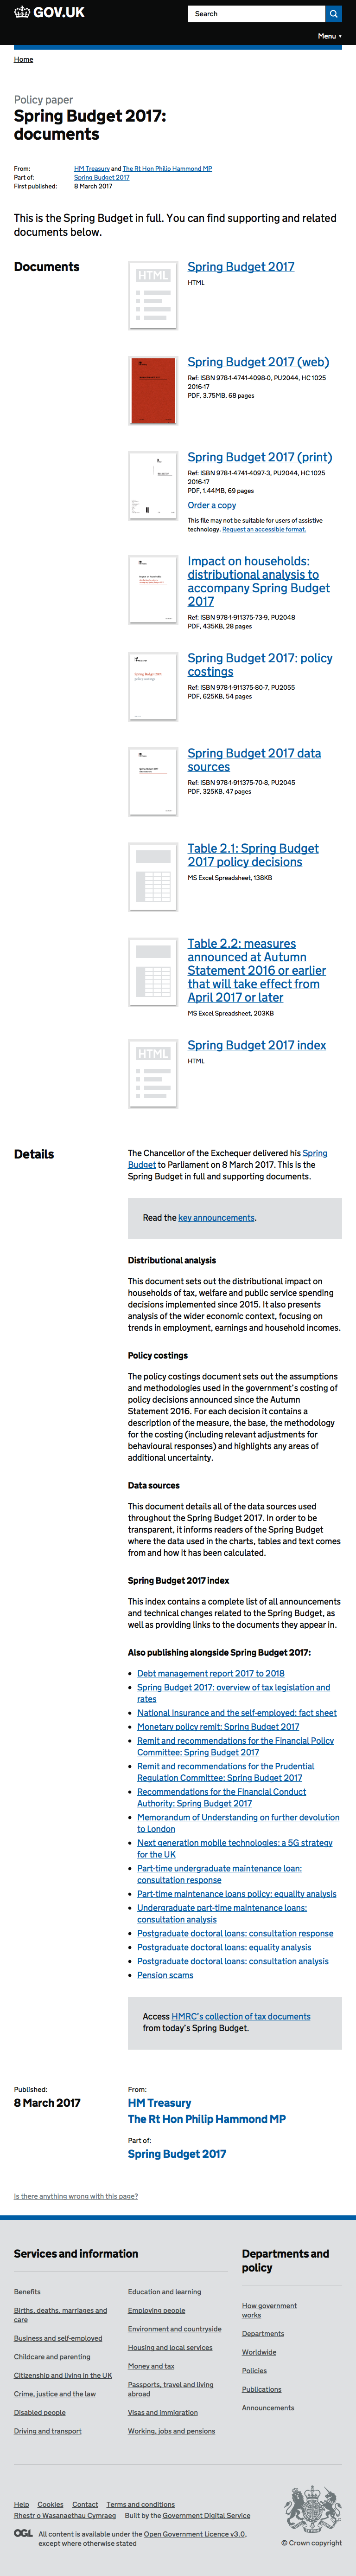 GOV.UK
Search
Menu
Home
Policy paper
Spring Budget 2017:
documents
From: HM Treasury and The Rt Hon Philip Hammond MP
Part of: Spring Budget 2017
First published: 8 March 2017
This is the Spring Budget in full. You can find supporting and related
documents below.
Documents
HTML
Spring Budget 2017
HTML
Spring Budget 2017 (web)
Ref: ISBN 978-1-4741-4098-0, PU2044, HC 1025
2016-17
PDF, 3.75MB, 68 pages
Spring Budget 2017 (print)
Ref: ISBN 978-1-4741-4097-3, PU2044, HC 1025
2016-17
PDF, 1.44MB, 69 pages
Order a copy
This file may not be suitable for users of assistive
technology. Request an accessible format.
Impact on households:
distributional analysis to
accompany Spring Budget
2017
Ref: ISBN 978-1-911375-73-9, PU2048
PDF, 435KB, 28 pages
Spring Budget 2017: policy
costings
Ref: ISBN 978-1-911375-80-7, PU2055
PDF, 625KB, 54 pages
Spring Budget 2017 data
sources
Ref: ISBN 978-1-911375-70-8, PU2045
PDF, 325KB, 47 pages
Table 2.1: Spring Budget
2017 policy decisions
MS Excel Spreadsheet, 138KB
Table 2.2: measures
announced at Autumn
Statement 2016 or earlier
that will take effect from
April 2017 or later
MS Excel Spreadsheet, 203KB
HTML
Spring Budget 2017 index
HTML
Details
The Chancellor of the Exchequer delivered his Spring
Budget to Parliament on 8 March 2017. This is the
Spring Budget in full and supporting documents.
Read the key announcements.
Distributional analysis
This document sets out the distributional impact on
households of tax, welfare and public service spending
decisions implemented since 2015. It also presents
analysis of the wider economic context, focusing on
trends in employment, earnings and household incomes.
Policy costings
The policy costings document sets out the assumptions
and methodologies used in the government's costing of
policy decisions announced since the Autumn
Statement 2016. For each decision it contains a
description of the measure, the base, the methodology
for the costing (including relevant adjustments for
behavioural responses) and highlights any areas of
additional uncertainty.
Data sources
This document details all of the data sources used
throughout the Spring Budget 2017. In order to be
transparent, it informs readers of the Spring Budget
where the data used in the charts, tables and text comes
from and how it has been calculated.
Spring Budget 2017 index
This index contains a complete list of all announcements
and technical changes related to the Spring Budget, as
well as providing links to the documents they appear in.
Also publishing alongside Spring Budget 2017:
• Debt management report 2017 to 2018
• Spring Budget 2017: overview of tax legislation and
rates
• National Insurance and the self-employed: fact sheet
• Monetary policy remit: Spring Budget 2017
• Remit and recommendations for the Financial Policy
Committee: Spring Budget 2017
• Remit and recommendations for the Prudential
Regulation Committee: Spring Budget 2017
• Recommendations for the Financial Conduct
Authority: Spring Budget 2017
• Memorandum of Understanding on further devolution
to London
• Next generation mobile technologies: a 5G strategy
for the UK
• Part-time undergraduate maintenance loan:
consultation response
• Part-time maintenance loans policy: equality analysis
• Undergraduate part-time maintenance loans:
consultation analysis
• Postgraduate doctoral loans: consultation response
• Postgraduate doctoral loans: equality analysis
• Postgraduate doctoral loans: consultation analysis
• Pension scams
Access HMRC's collection of tax documents
from today's Spring Budget.
Published:
8 March 2017
From:
HM Treasury
The Rt Hon Philip Hammond MP
Part of:
Spring Budget 2017
Is there anything wrong with this page?
Services and information
Benefits
Births, deaths, marriages and
care
Business and self-employed
Childcare and parenting
Citizenship and living in the UK
Crime, justice and the law
Disabled people
Driving and transport
Education and learning
Employing people
Environment and countryside
Housing and local services
Money and tax
Passports, travel and living
abroad
Visas and immigration
Working, jobs and pensions
Departments and
policy
How government
works
Departments
Worldwide
Policies
Publications
Announcements
Help Cookies Contact Terms and conditions
Rhestr o Wasanaethau Cymraeg Built by the Government Digital Service
OGL All content is available under the Open Government Licence v3.0,
except where otherwise stated
© Crown copyright